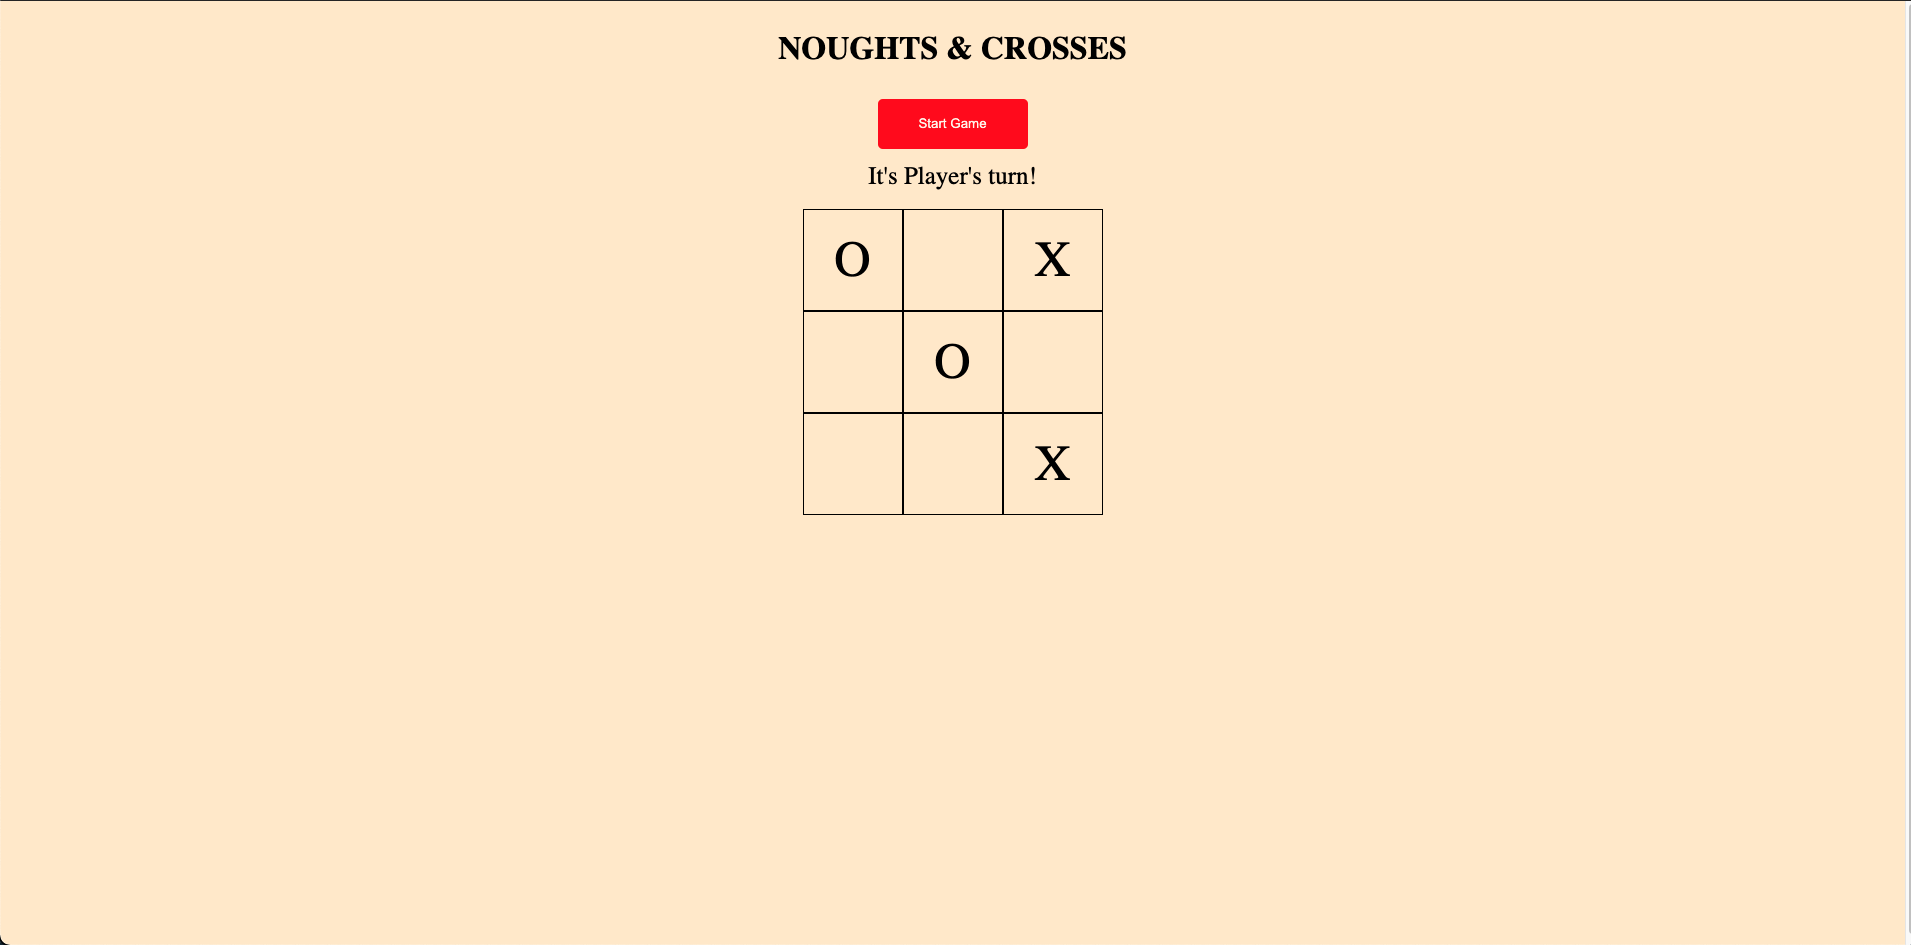 NOUGHTS & CROSSES
Start Game
It's Player's turn!
O X
O
X